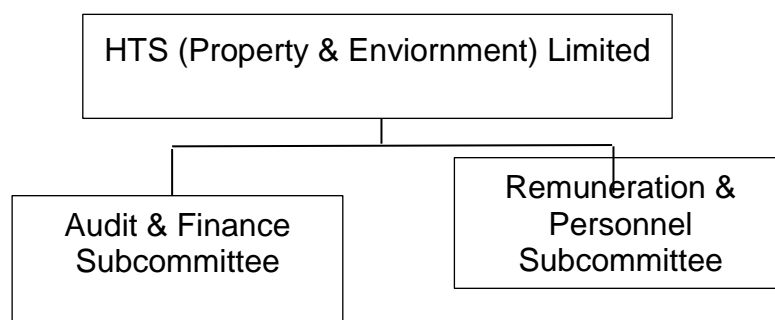 HTS (Property & Enviornment) Limited
Audit & Finance
Subcommittee
Remuneration &
Personnel
Subcommittee